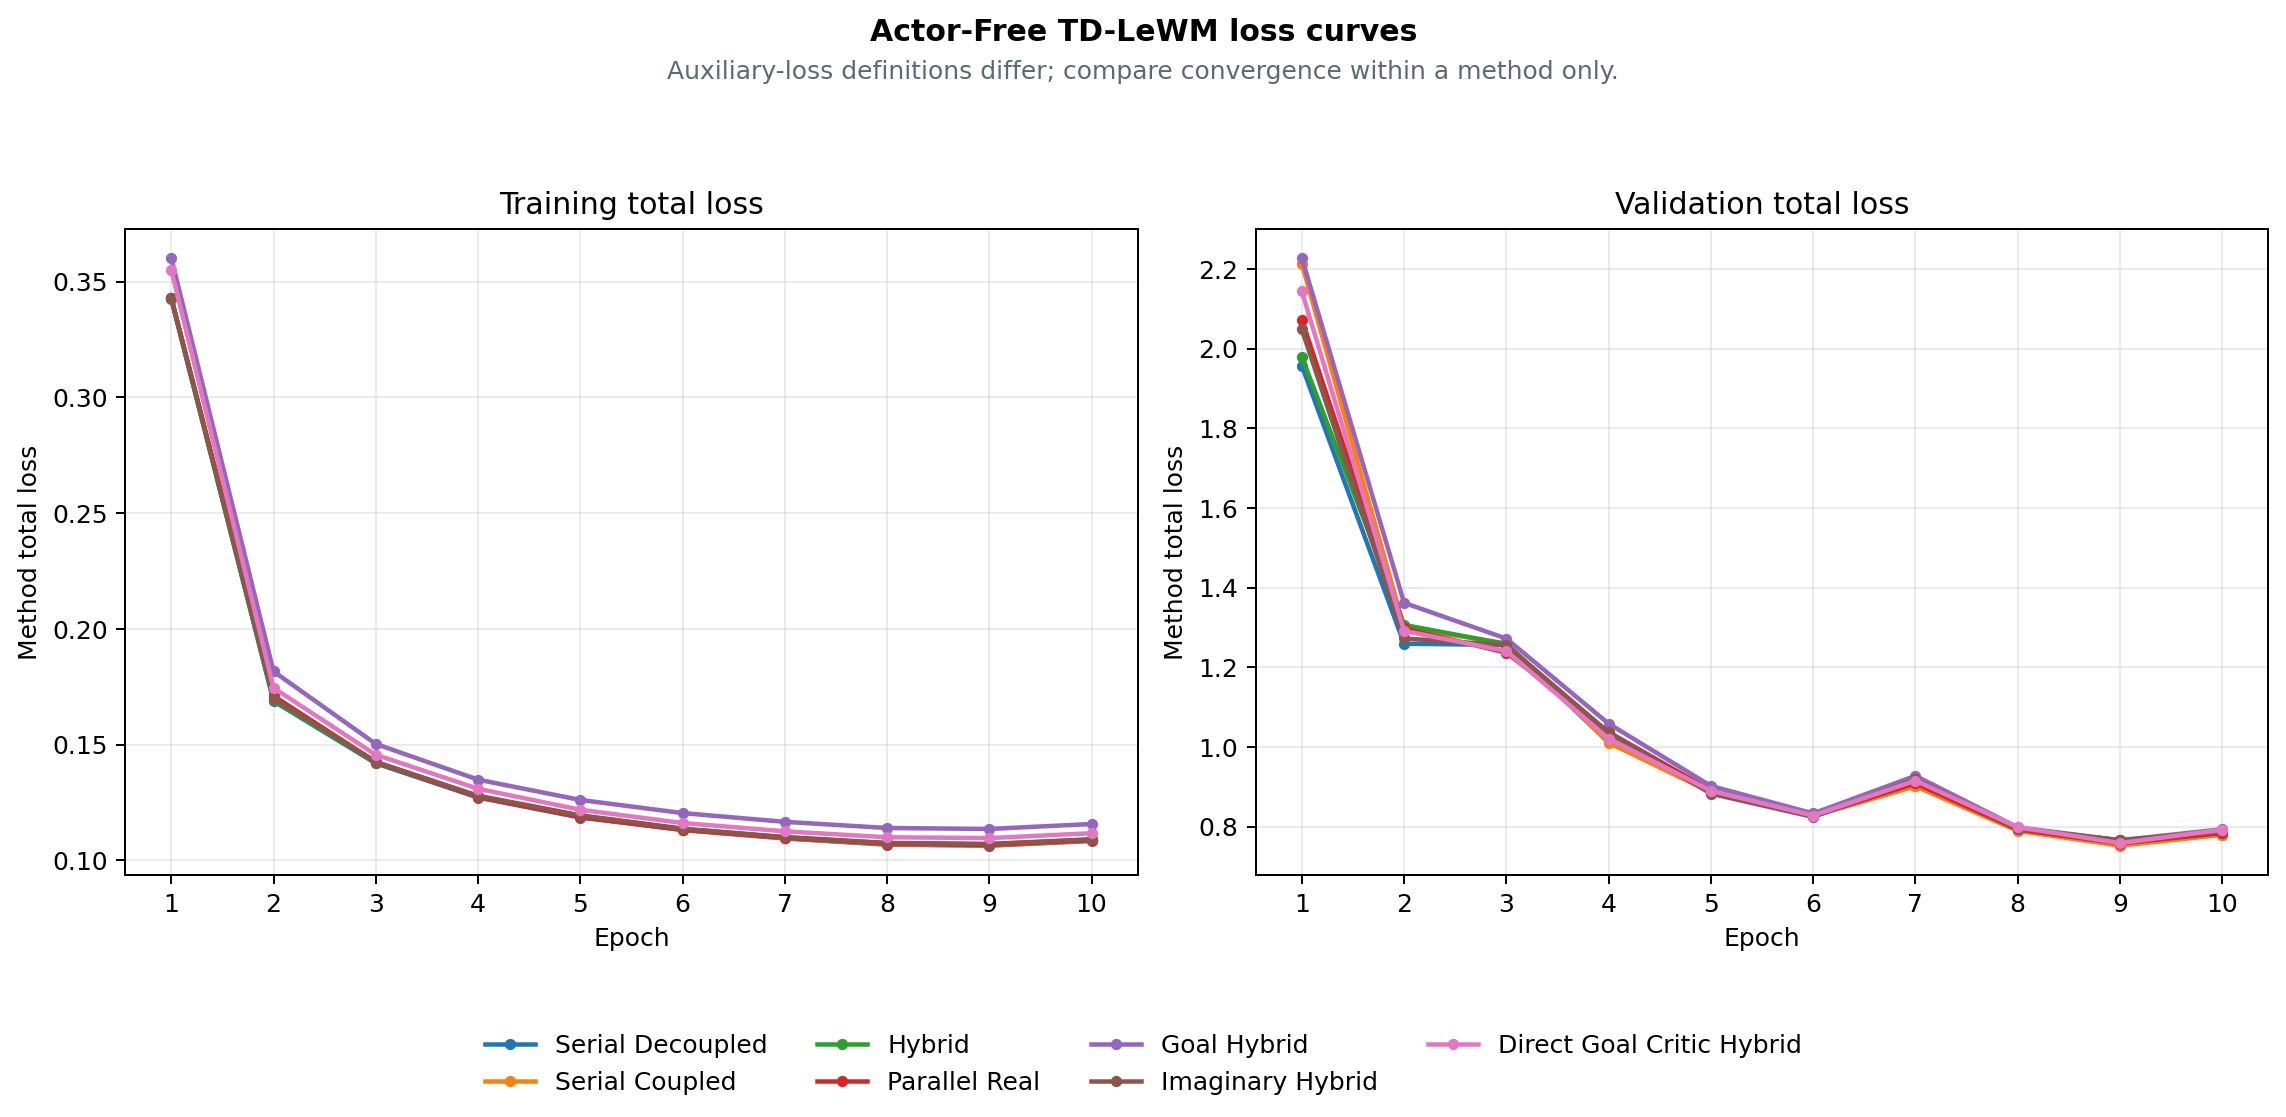 Actor-Free TD-LeWM loss curves
Auxiliary-loss definitions differ; compare convergence within a method only.
Training total loss
Method total loss
0.35
0.30
0.25
0.20
0.15
0.10
1 2 3 4 5 6 7 8 9 10
Epoch
Validation total loss
Method total loss
2.2
2.0
1.8
1.6
1.4
1.2
1.0
0.8
1 2 3 4 5 6 7 8 9 10
Epoch
Serial Decoupled Hybrid Goal Hybrid Direct Goal Critic Hybrid
Serial Coupled Parallel Real Imaginary Hybrid